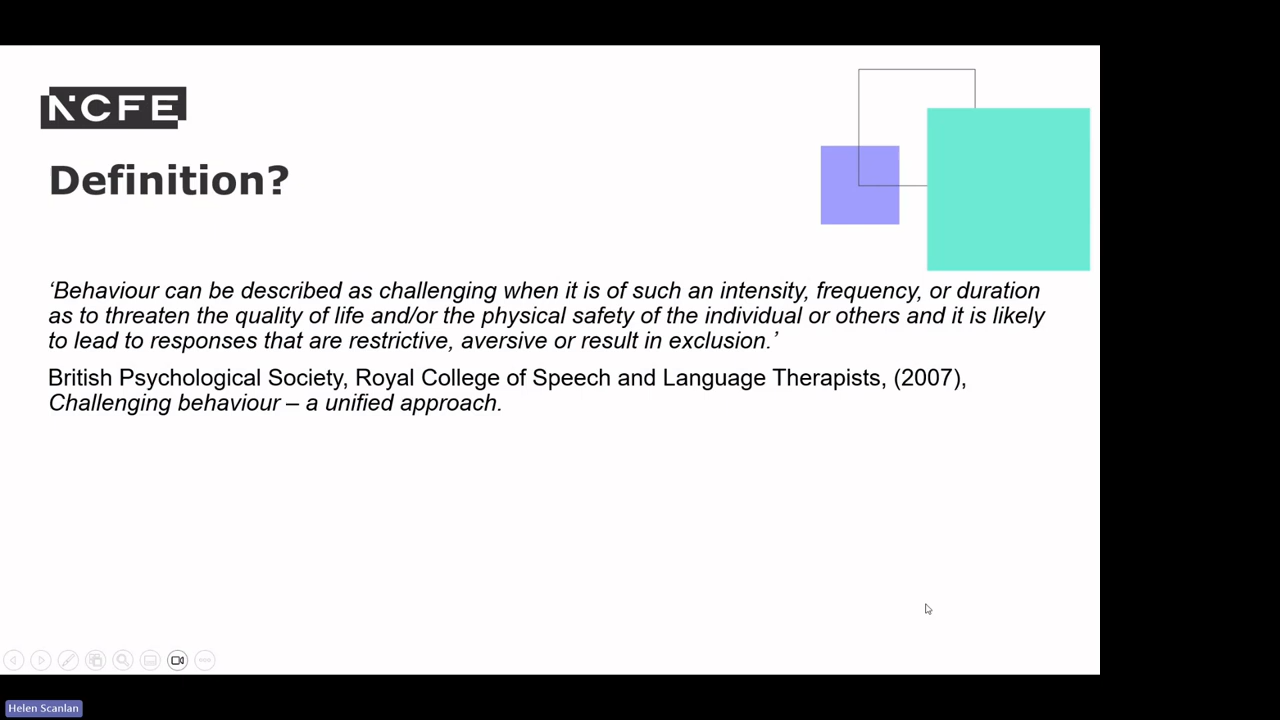 NCFE
Definition?
‘Behaviour can be described as challenging when it is of such an intensity, frequency, or duration
as to threaten the quality of life and/or the physical safety of the individual or others and it is likely
to lead to responses that are restrictive, aversive or result in exclusion.’
British Psychological Society, Royal College of Speech and Language Therapists, (2007),
Challenging behaviour – a unified approach.
Helen Scanlan